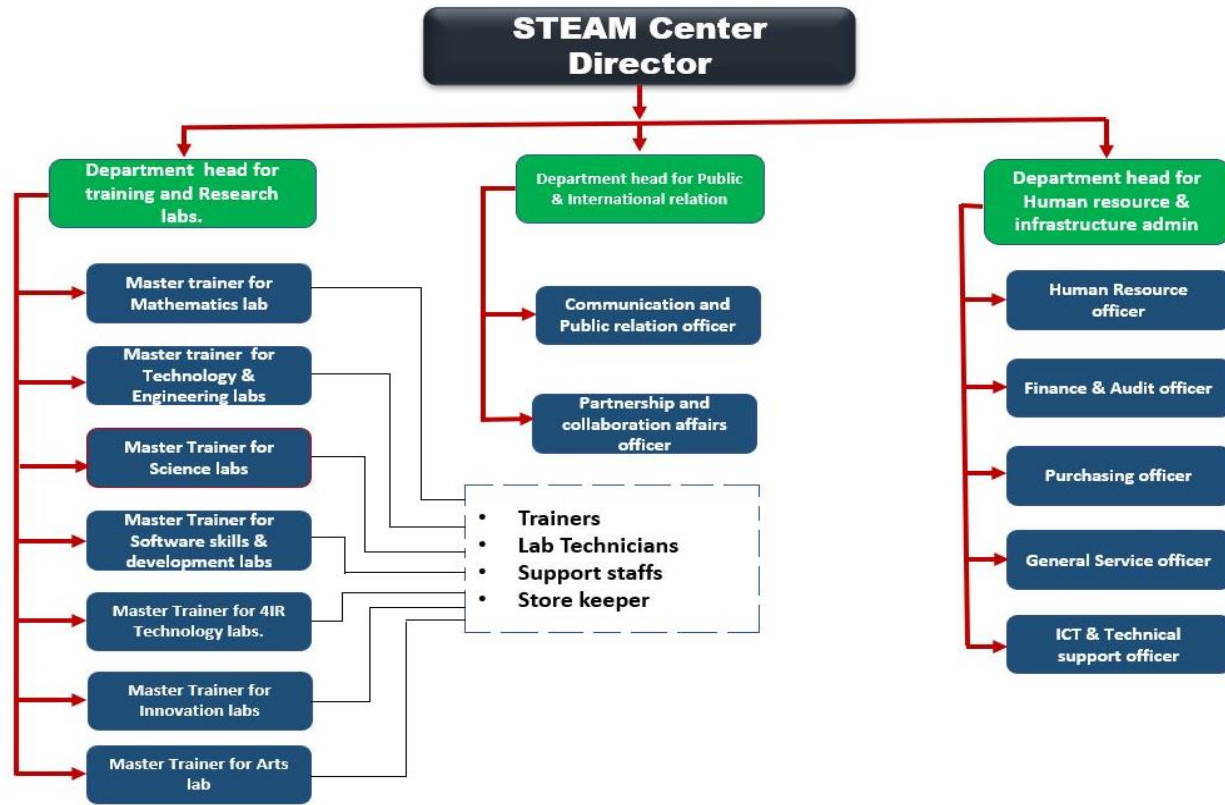 STEAM Center
Director
Department head for
training and Research
labs.
Master trainer for
Mathematics lab
Master trainer for
Technology &
Engineering labs
Master Trainer for
Science labs
Master Trainer for
Software skills &
development labs
Master Trainer for 4IR
Technology labs.
Master Trainer for
Innovation labs
Master Trainer for Arts
lab
Department head for Public
& International relation
Communication and
Public relation officer
Partnership and
collaboration affairs
officer
• Trainers
• Lab Technicians
• Support staffs
• Store keeper
Department head for
Human resource &
infrastructure admin
Human Resource
officer
Finance & Audit officer
Purchasing officer
General Service officer
ICT & Technical
support officer